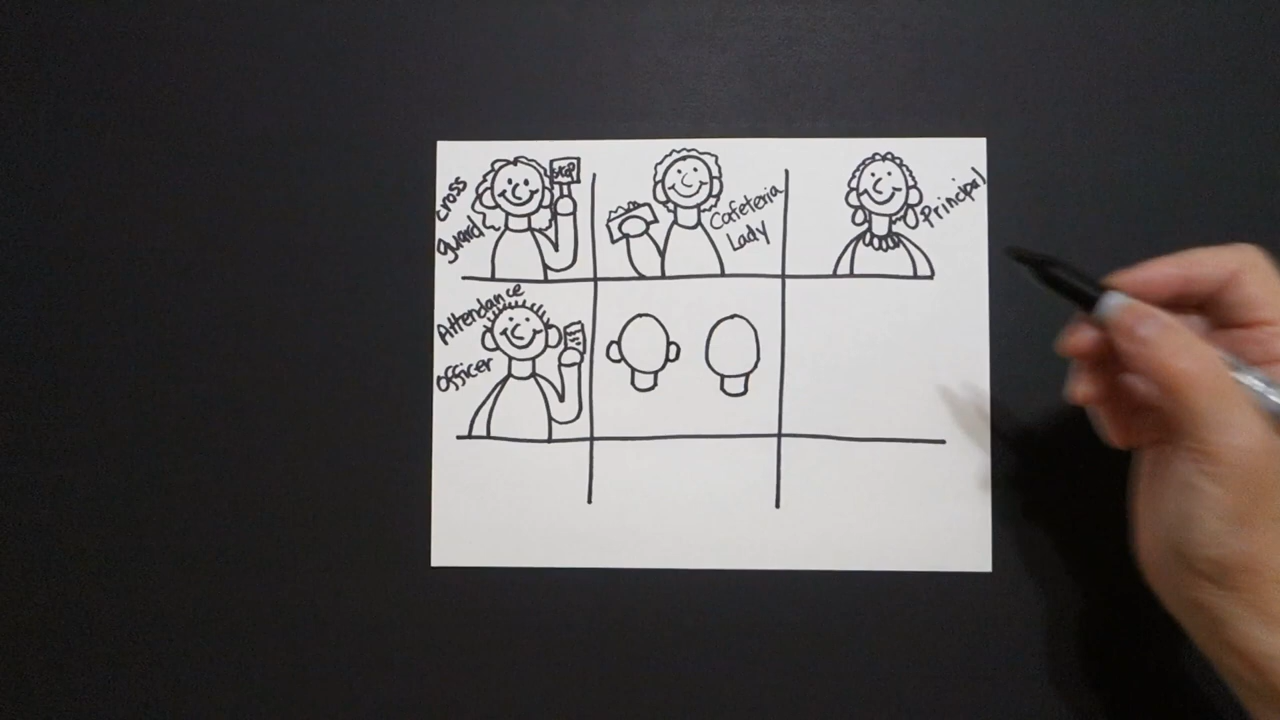 cross
guard
stop
Cafeteria
Lady
Principal
Attendance
Officer